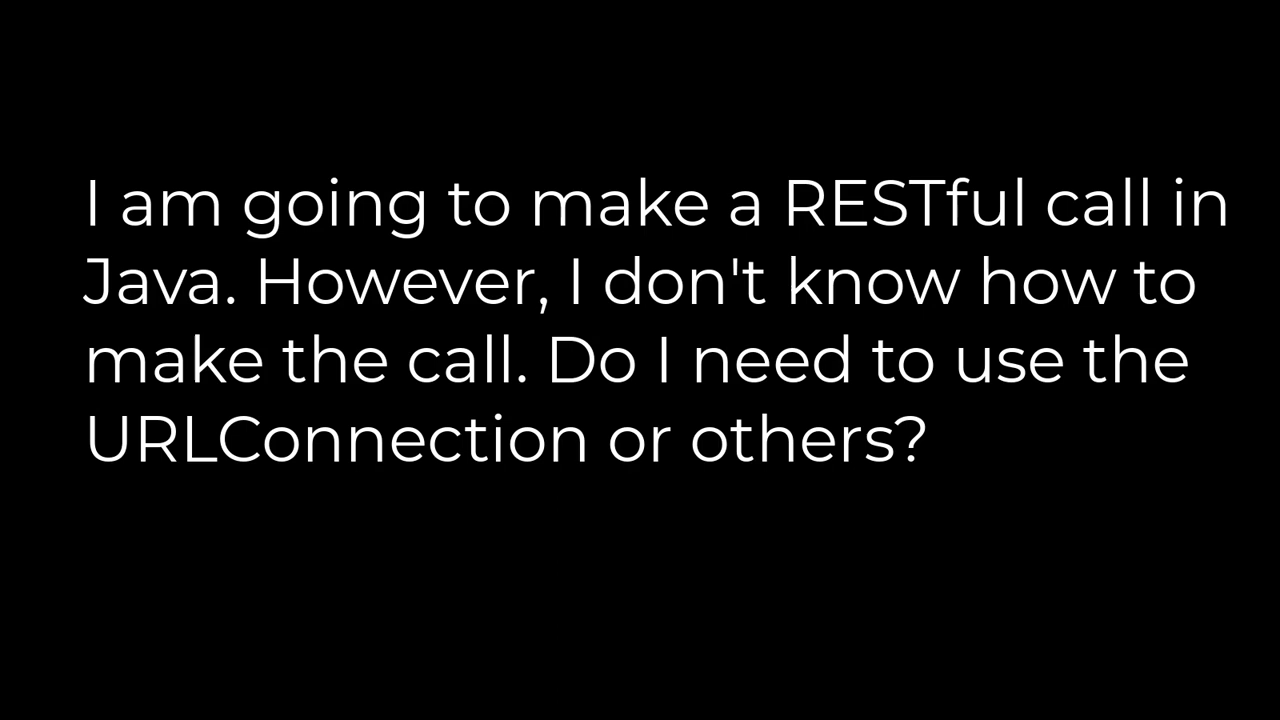 I am going to make a RESTful call in
Java. However, I don't know how to
make the call. Do I need to use the
URLConnection or others?